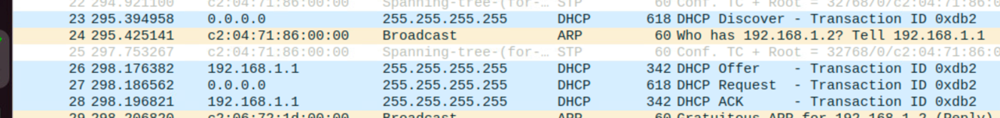 22 294.921100 c2:04:71:86:00:00 Spanning-tree-(for-… STP 60 Conf. TC + Root = 32768/0/c2:04:71:86:0
23 295.394958 0.0.0.0 255.255.255.255 DHCP 618 DHCP Discover - Transaction ID 0xdb2
24 295.425141 c2:04:71:86:00:00 Broadcast ARP 60 Who has 192.168.1.2? Tell 192.168.1.1
25 297.753267 c2:04:71:86:00:00 Spanning-tree-(for-… STP 60 Conf. TC + Root = 32768/0/c2:04:71:86:0
26 298.176382 192.168.1.1 255.255.255.255 DHCP 342 DHCP Offer - Transaction ID 0xdb2
27 298.186562 0.0.0.0 255.255.255.255 DHCP 618 DHCP Request - Transaction ID 0xdb2
28 298.196821 192.168.1.1 255.255.255.255 DHCP 342 DHCP ACK - Transaction ID 0xdb2
29 298.206820 c2:06:72:1d:00:00 Broadcast ARP 60 Gratuitous ARP for 192.168.1.2 (Reply)